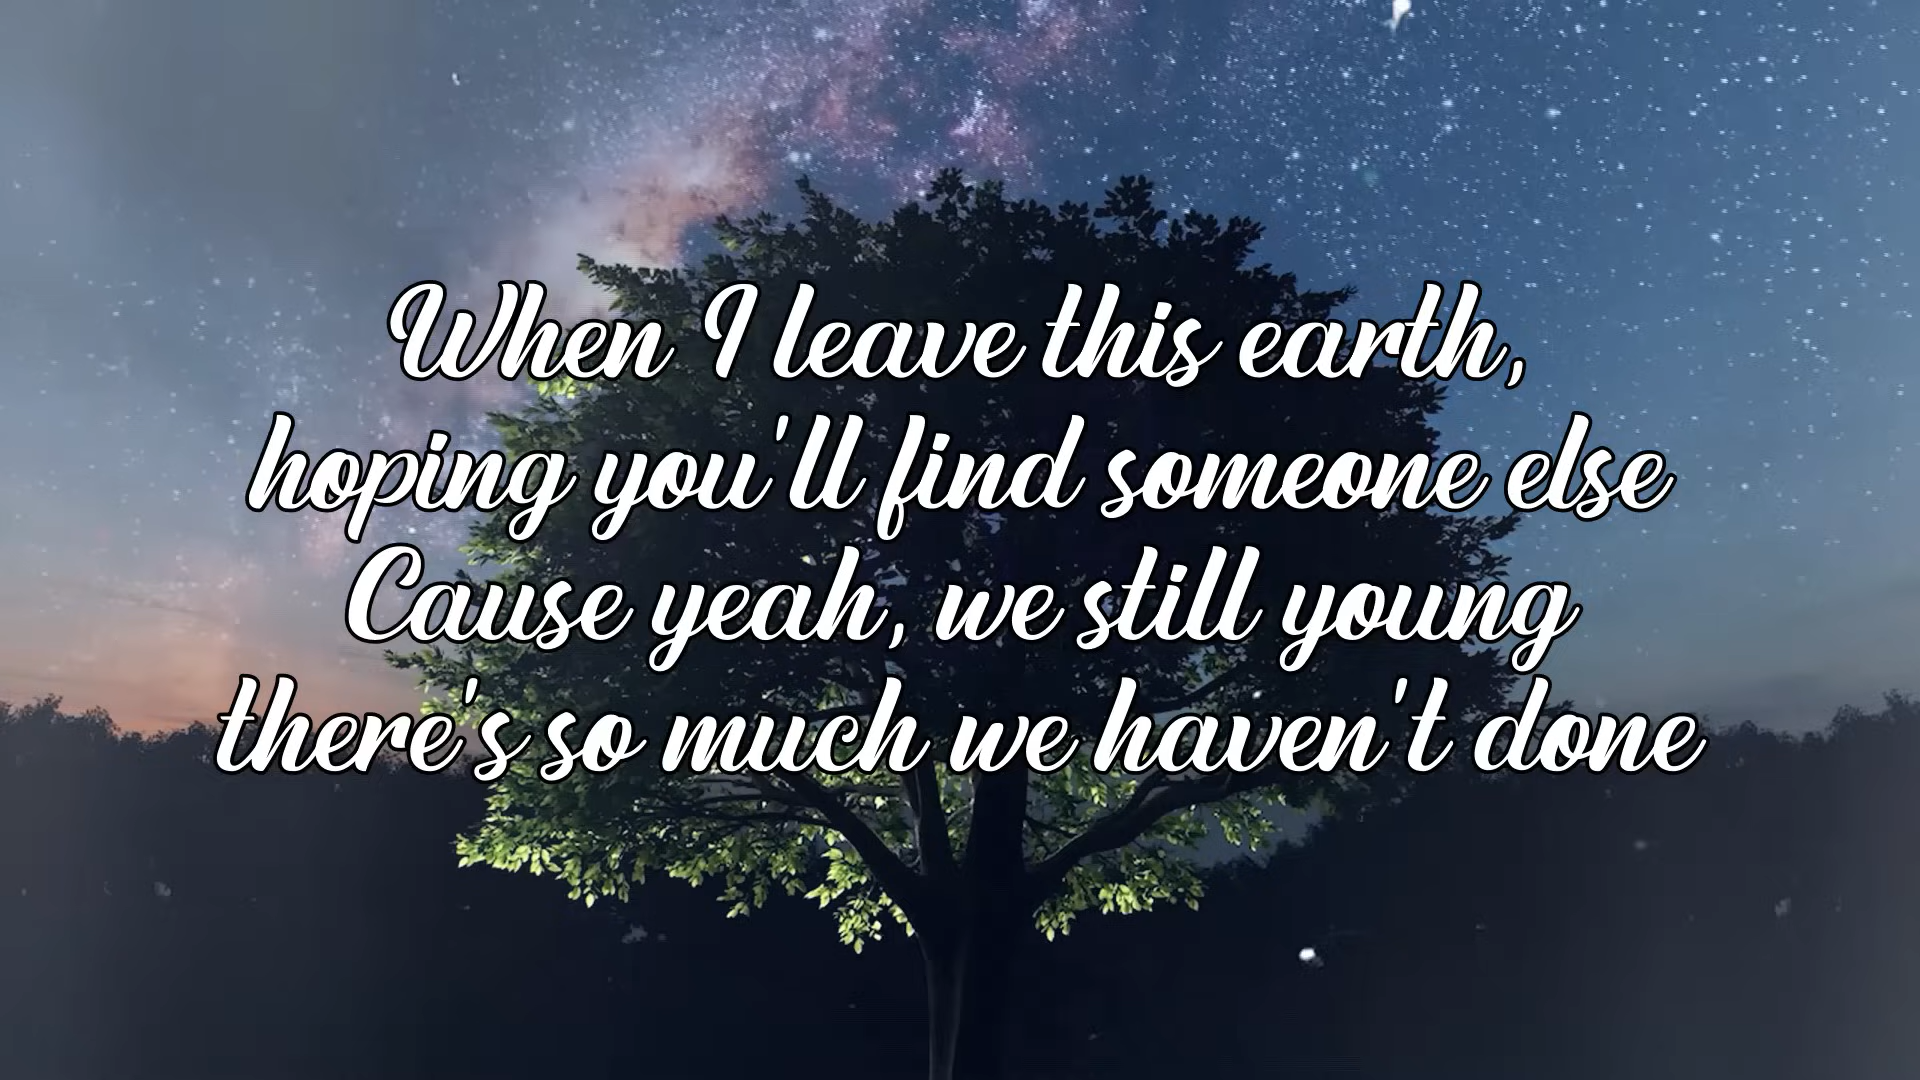 When I leave this earth,
hoping you'll find someone else
Cause yeah, we still young
there's so much we haven't done